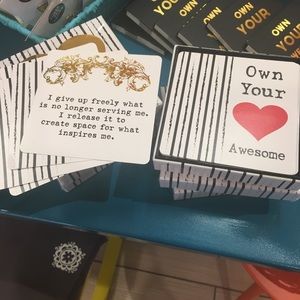 OWN
YOUR
OWN
YOUR
I give up freely what
is no longer serving me.
I release it to
create space for what
inspires me.
Own
Your
Awesome